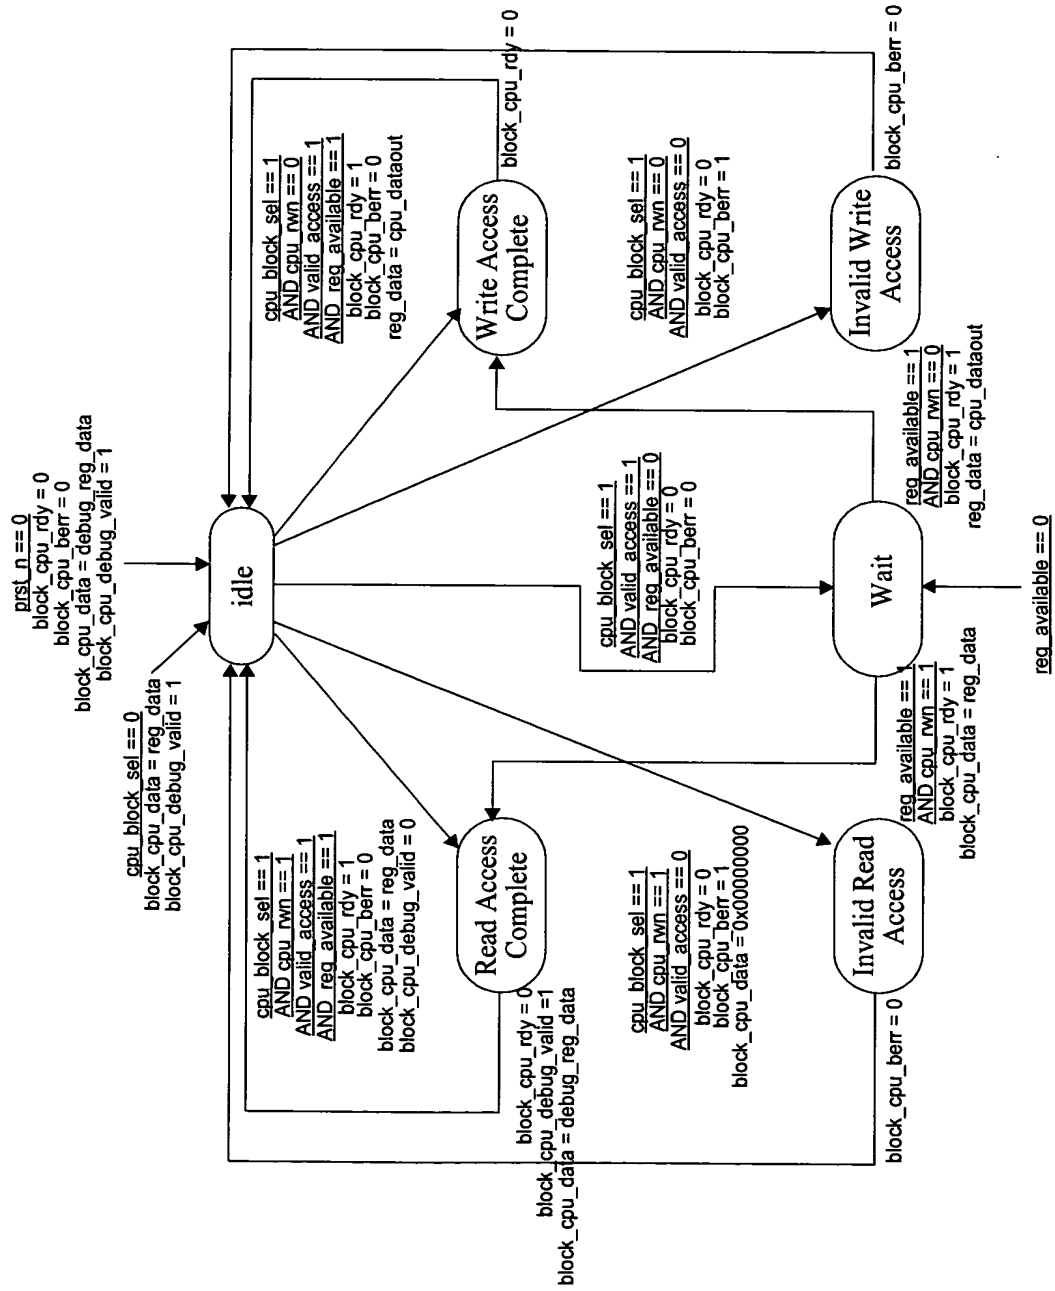 prst_n == 0
block_cpu_rdy = 0
block_cpu_berr = 0
block_cpu_data = debug_reg_data
block_cpu_debug_valid = 1
cpu_block_sel == 0
block_cpu_data = reg_data
block_cpu_debug_valid = 1
idle
cpu_block_sel == 1
AND cpu_rwn == 1
AND valid_access == 1
AND reg_available == 1
block_cpu_rdy = 1
block_cpu_berr = 0
block_cpu_data = reg_data
block_cpu_debug_valid = 0
cpu_block_sel == 1
AND cpu_rwn == 0
AND valid_access == 1
AND reg_available == 1
block_cpu_rdy = 1
block_cpu_berr = 0
reg_data = cpu_dataout
Read Access
Complete
Write Access
Complete
block_cpu_rdy = 0
block_cpu_debug_valid =1
block_cpu_data = debug_reg_data
block_cpu_rdy = 0
cpu_block_sel == 1
AND cpu_rwn == 1
AND valid_access == 0
block_cpu_rdy = 0
block_cpu_berr = 1
block_cpu_data = 0x00000000
cpu_block_sel == 1
AND valid_access == 1
AND reg_available == 0
block_cpu_rdy = 0
block_cpu_berr = 0
cpu_block_sel == 1
AND cpu_rwn == 0
AND valid_access == 0
block_cpu_rdy = 0
block_cpu_berr = 1
Invalid Read
Access
Wait
Invalid Write
Access
block_cpu_berr = 0
reg_available == 1
AND cpu_rwn == 1
block_cpu_rdy = 1
block_cpu_data = reg_data
reg_available == 1
AND cpu_rwn == 0
block_cpu_rdy = 1
reg_data = cpu_dataout
block_cpu_berr = 0
reg_available == 0